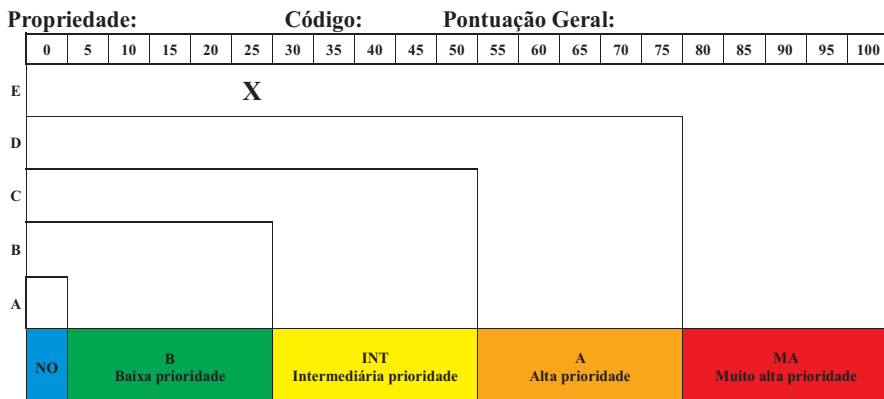 Propriedade: Código: Pontuação Geral:
0 5 10 15 20 25 30 35 40 45 50 55 60 65 70 75 80 85 90 95 100
E X
D
C
B
A
NO B INT A MA
Baixa prioridade Intermediária prioridade Alta prioridade Muito alta prioridade